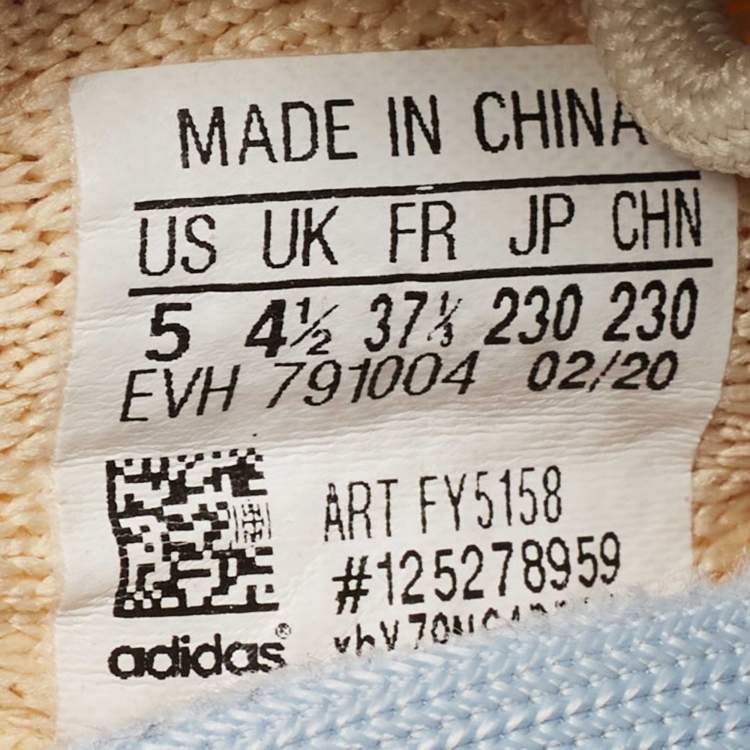 MADE IN CHINA
US UK FR JP CHN
5 4½ 37⅓ 230 230
EVH 791004 02/20
ART FY5158
#125278959
adidas®